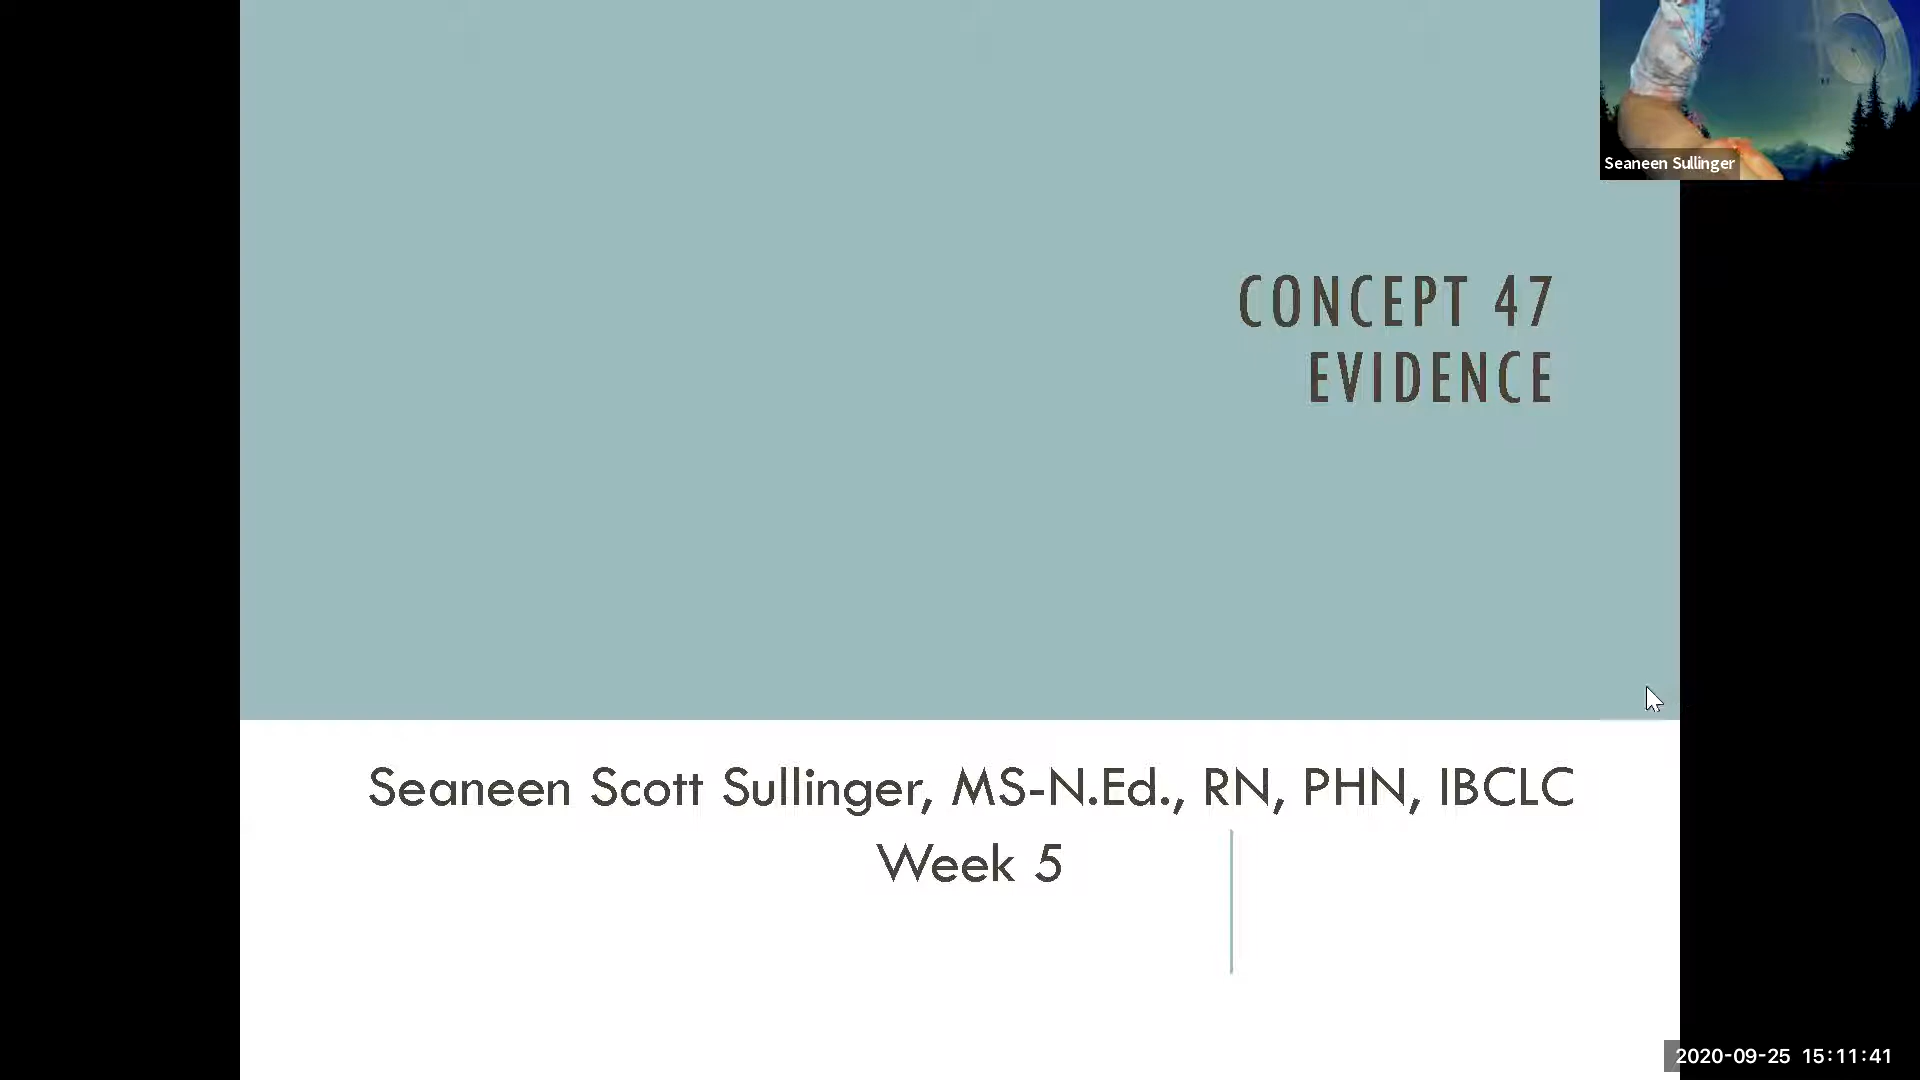 Seaneen Sullinger
CONCEPT 47
EVIDENCE
Seaneen Scott Sullinger, MS-N.Ed., RN, PHN, IBCLC
Week 5
2020-09-25 15:11:41